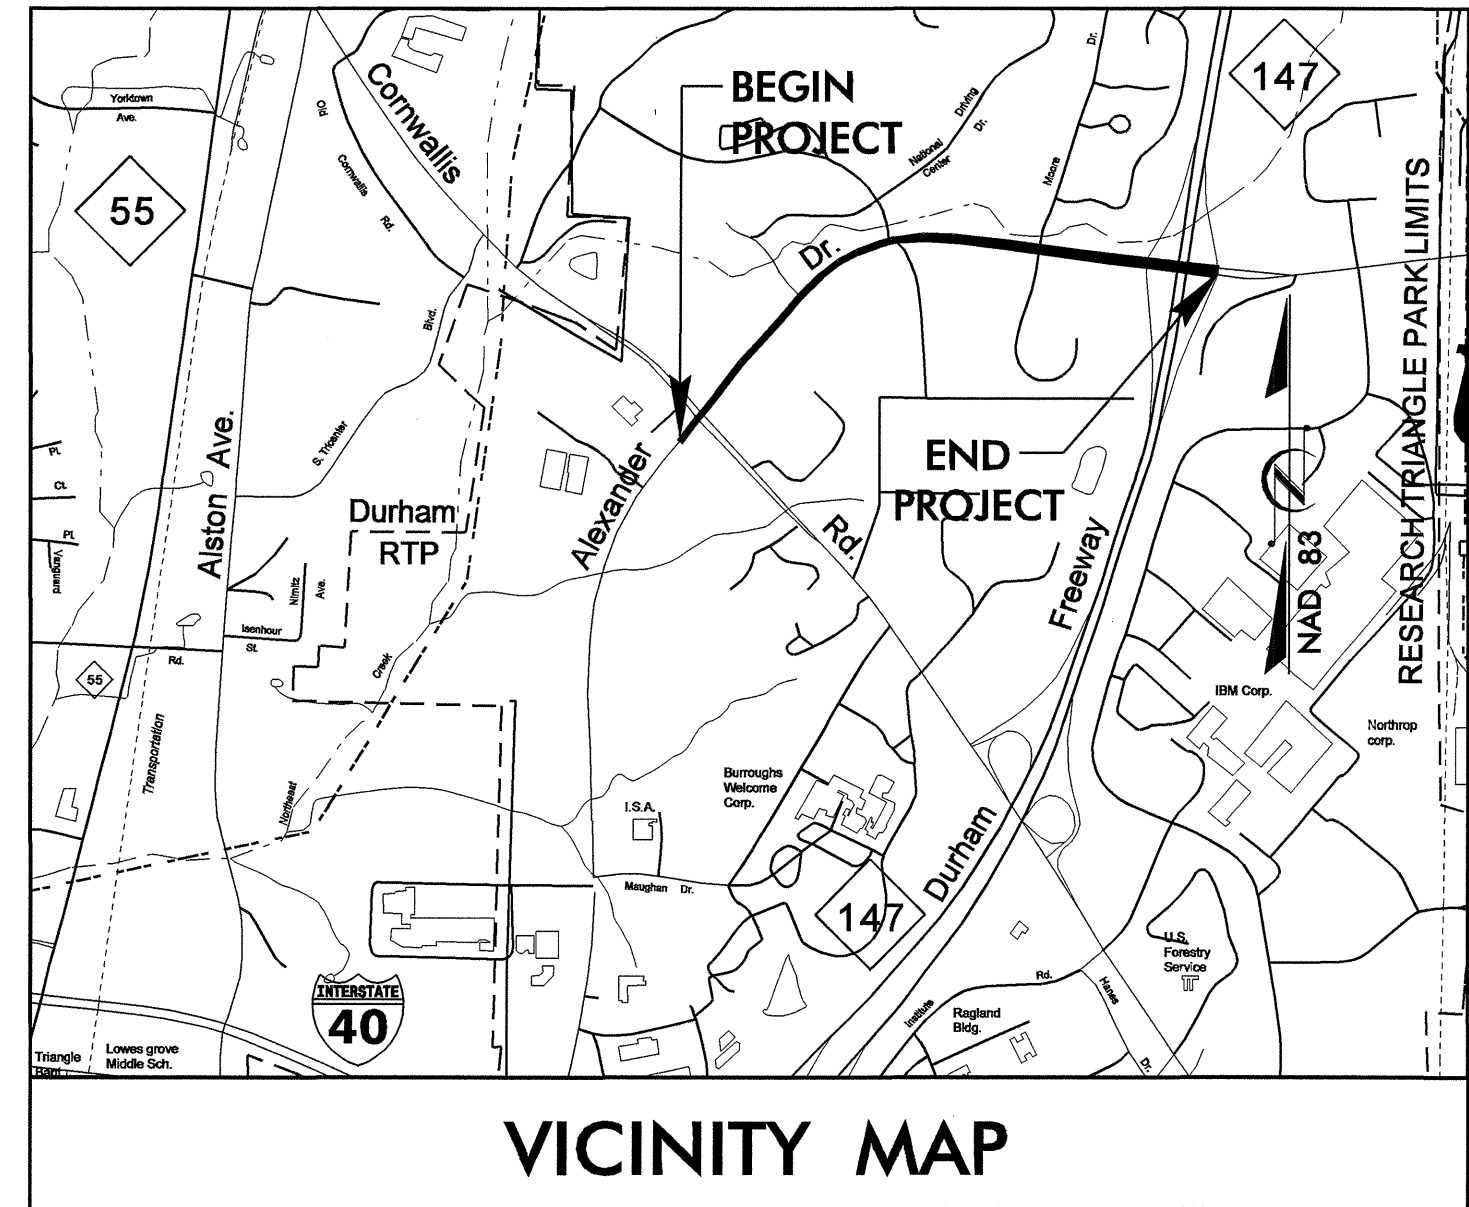 BEGIN
PROJECT
147
Cornwallis
Yorktown
Ave.
Old
Cornwallis
Rd.
National
Center
Driving
Dr.
Dr.
Moore
55
Dr.
Blvd.
S. Tricenter
RESEARCH TRIANGLE PARK LIMITS
END
PROJECT
Alston Ave.
Alexander
Pl.
Ct.
Pl.
Vanguard
Durham
RTP
Rd.
Freeway
NAD 83
N
Nimitz
Ave.
Isenhour
St.
Rd.
55
Creek
Transportation
Northeast
IBM Corp.
Northrop
corp.
Burroughs
Welcome
Corp.
I.S.A.
Durham
Maughan Dr.
147
U.S.
Forestry
Service
Rd.
Hanes
Dr.
Institute
Ragland
Bldg.
INTERSTATE
40
Triangle
Lowes grove
Middle Sch.
VICINITY MAP